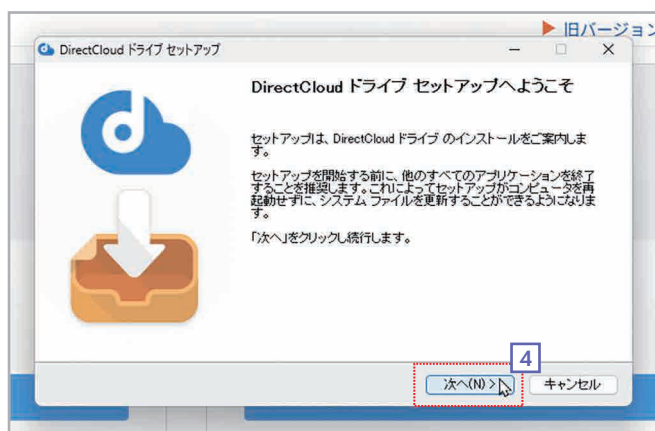 ▶ 旧バージョン
DirectCloud ドライブ セットアップ
DirectCloud ドライブ セットアップへようこそ
セットアップは、DirectCloud ドライブ のインストールをご案内しま
す。
セットアップを開始する前に、他のすべてのアプリケーションを終了
することを推奨します。これによってセットアップがコンピュータを再
起動せずに、システム ファイルを更新することができるようになりま
す。
「次へ」をクリックし続行します。
4
次へ(N) >
キャンセル